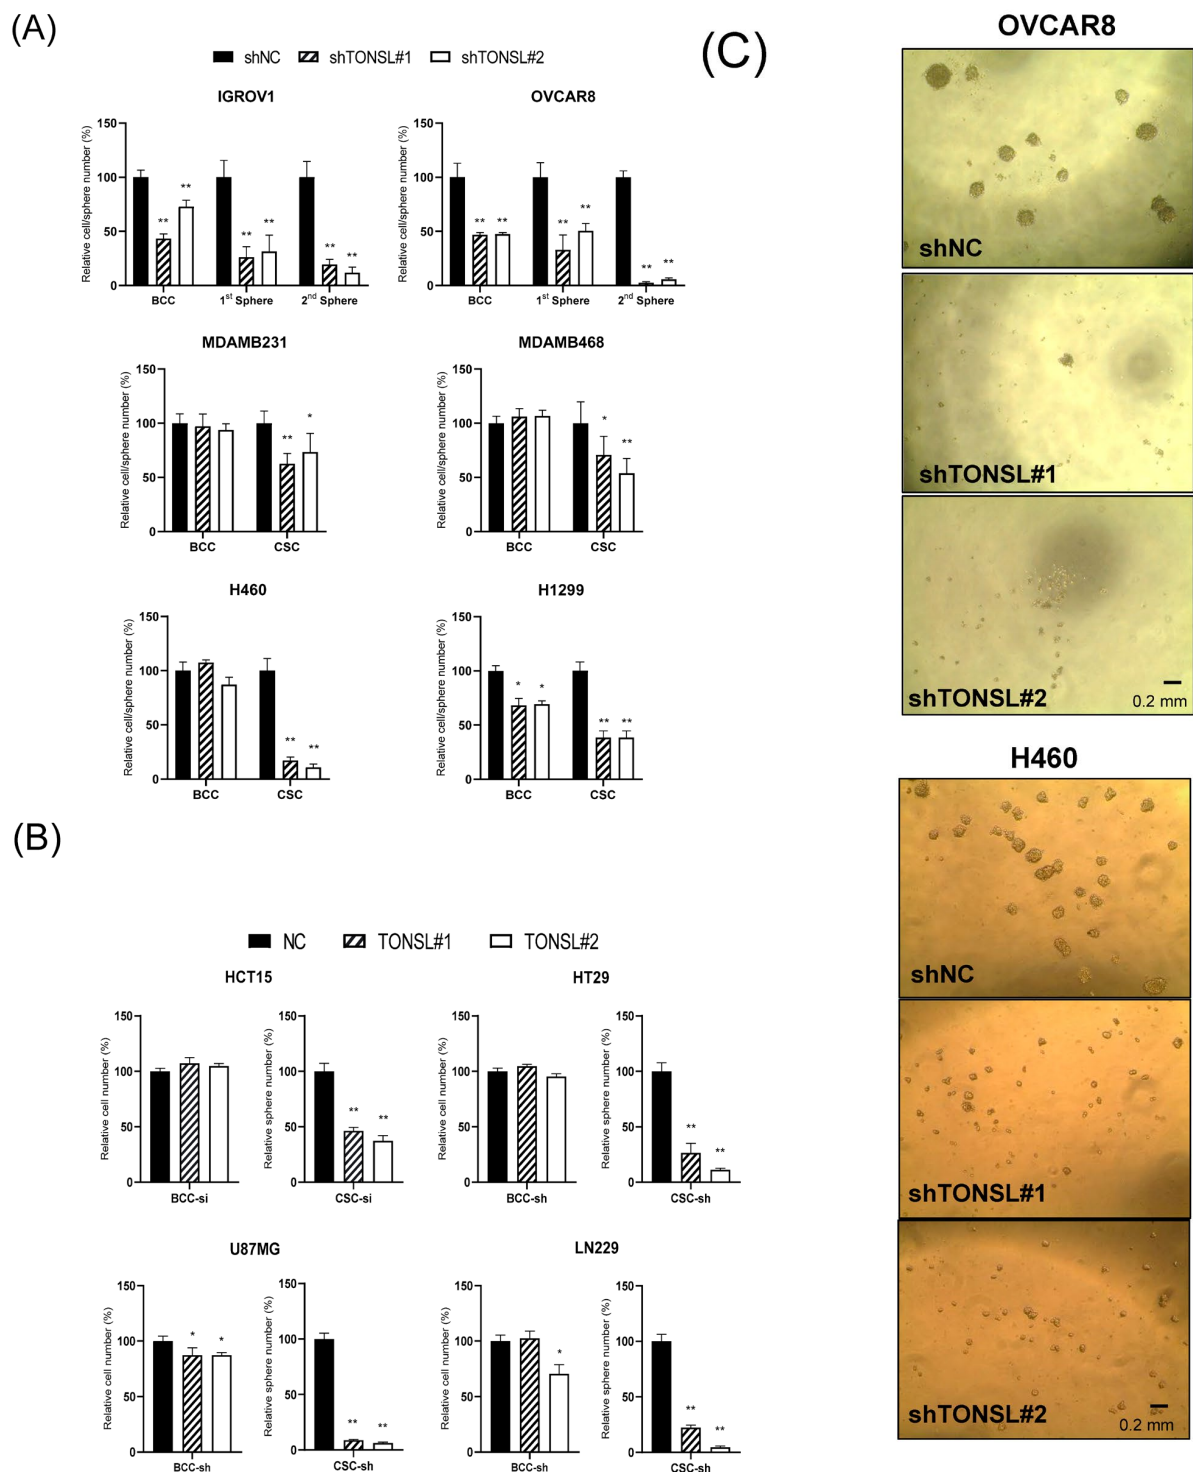 (A)
shNC shTONSL#1 shTONSL#2
IGROV1
Relative cell/sphere number (%)
150
100
50
0
** ** ** ** ** **
BCC 1st Sphere 2nd Sphere
OVCAR8
Relative cell/sphere number (%)
150
100
50
0
** ** ** ** ** **
BCC 1st Sphere 2nd Sphere
MDAMB231
Relative cell/sphere number (%)
150
100
50
0
** *
BCC CSC
MDAMB468
Relative cell/sphere number (%)
150
100
50
0
* **
BCC CSC
H460
Relative cell/sphere number (%)
150
100
50
0
** **
BCC CSC
H1299
Relative cell/sphere number (%)
150
100
50
0
* * ** **
BCC CSC
(B)
NC TONSL#1 TONSL#2
HCT15
Relative cell number (%)
150
100
50
0
BCC-si
Relative sphere number (%)
150
100
50
0
** **
CSC-si
HT29
Relative cell number (%)
150
100
50
0
BCC-sh
Relative sphere number (%)
150
100
50
0
** **
CSC-sh
U87MG
Relative cell number (%)
150
100
50
0
* *
BCC-sh
Relative sphere number (%)
150
100
50
0
** **
CSC-sh
LN229
Relative cell number (%)
150
100
50
0
*
BCC-sh
Relative sphere number (%)
150
100
50
0
** **
CSC-sh
(C)
OVCAR8
shNC
shTONSL#1
shTONSL#2
0.2 mm
H460
shNC
shTONSL#1
shTONSL#2
0.2 mm